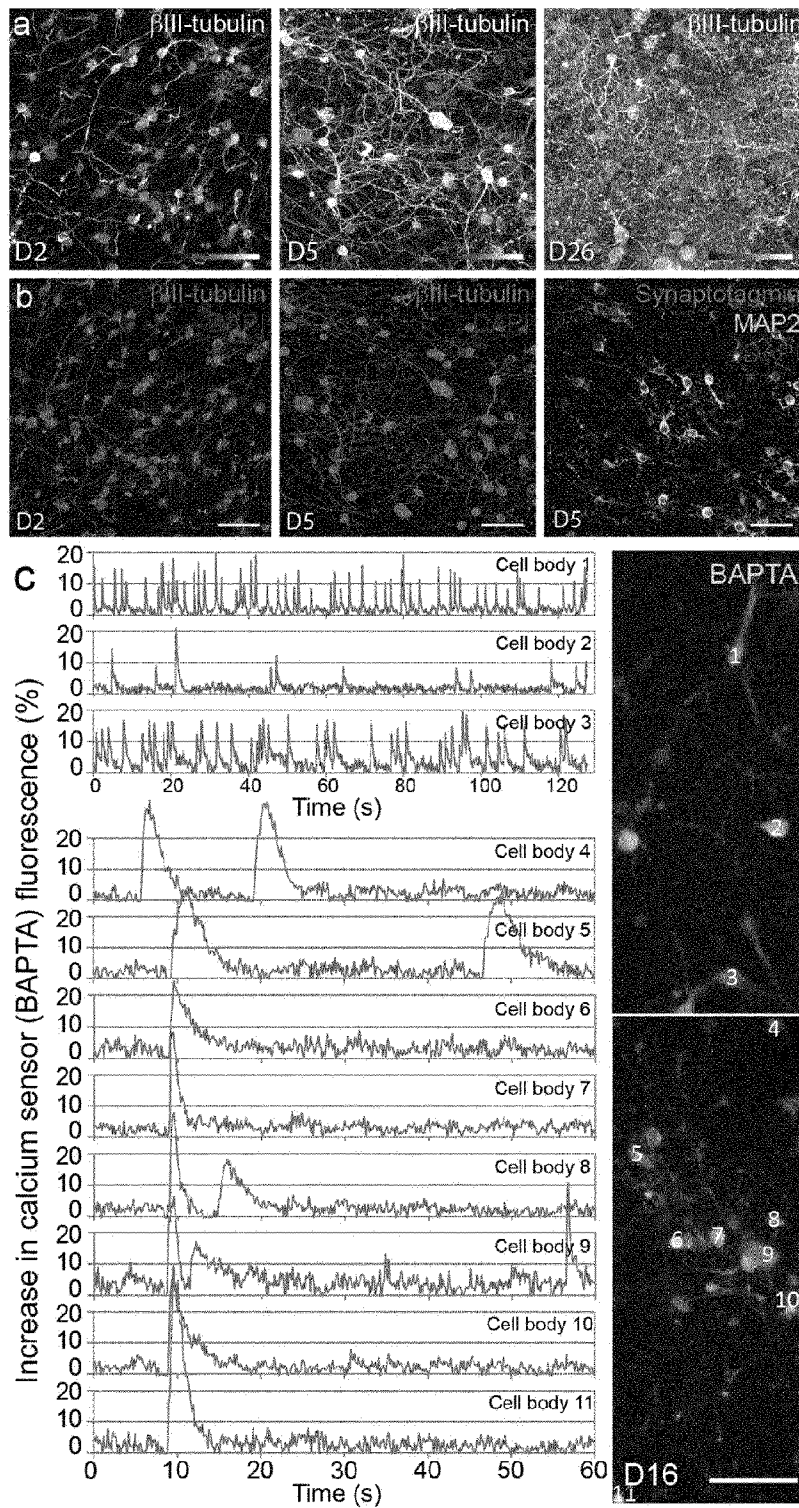 a
βIII-tubulin
βIII-tubulin
βIII-tubulin
D2
D5
D26
b
βIII-tubulin
βIII-tubulin
Synaptotagmin
MAP2
D2
D5
D5
c
Increase in calcium sensor (BAPTA) fluorescence (%)
20
10
0
Cell body 1
20
10
0
Cell body 2
20
10
0
Cell body 3
0 20 40 60 80 100 120
Time (s)
20
10
0
Cell body 4
20
10
0
Cell body 5
20
10
0
Cell body 6
20
10
0
Cell body 7
20
10
0
Cell body 8
20
10
0
Cell body 9
20
10
0
Cell body 10
20
10
0
Cell body 11
0 10 20 30 40 50 60
Time (s)
BAPTA
1
2
3
4
5
6
7
8
9
10
D16
11